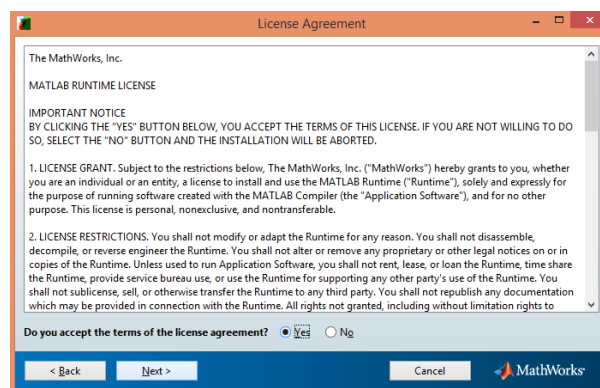 License Agreement
The MathWorks, Inc.
MATLAB RUNTIME LICENSE
IMPORTANT NOTICE
BY CLICKING THE "YES" BUTTON BELOW, YOU ACCEPT THE TERMS OF THIS LICENSE. IF YOU ARE NOT WILLING TO DO
SO, SELECT THE "NO" BUTTON AND THE INSTALLATION WILL BE ABORTED.
1. LICENSE GRANT. Subject to the restrictions below, The MathWorks, Inc. ("MathWorks") hereby grants to you, whether
you are an individual or an entity, a license to install and use the MATLAB Runtime ("Runtime"), solely and expressly for
the purpose of running software created with the MATLAB Compiler (the "Application Software"), and for no other
purpose. This license is personal, nonexclusive, and nontransferable.
2. LICENSE RESTRICTIONS. You shall not modify or adapt the Runtime for any reason. You shall not disassemble,
decompile, or reverse engineer the Runtime. You shall not alter or remove any proprietary or other legal notices on or in
copies of the Runtime. Unless used to run Application Software, you shall not rent, lease, or loan the Runtime, time share
the Runtime, provide service bureau use, or use the Runtime for supporting any other party's use of the Runtime. You
shall not sublicense, sell, or otherwise transfer the Runtime to any third party. You shall not republish any documentation
which may be provided in connection with the Runtime. All rights not granted, including without limitation rights to
Do you accept the terms of the license agreement? Yes No
< Back Next > Cancel MathWorks